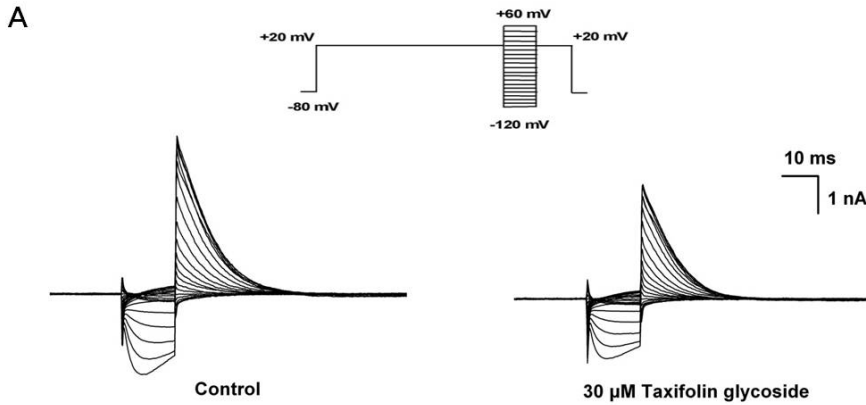 A
+60 mV
+20 mV
+20 mV
-80 mV
-120 mV
10 ms
1 nA
Control
30 µM Taxifolin glycoside